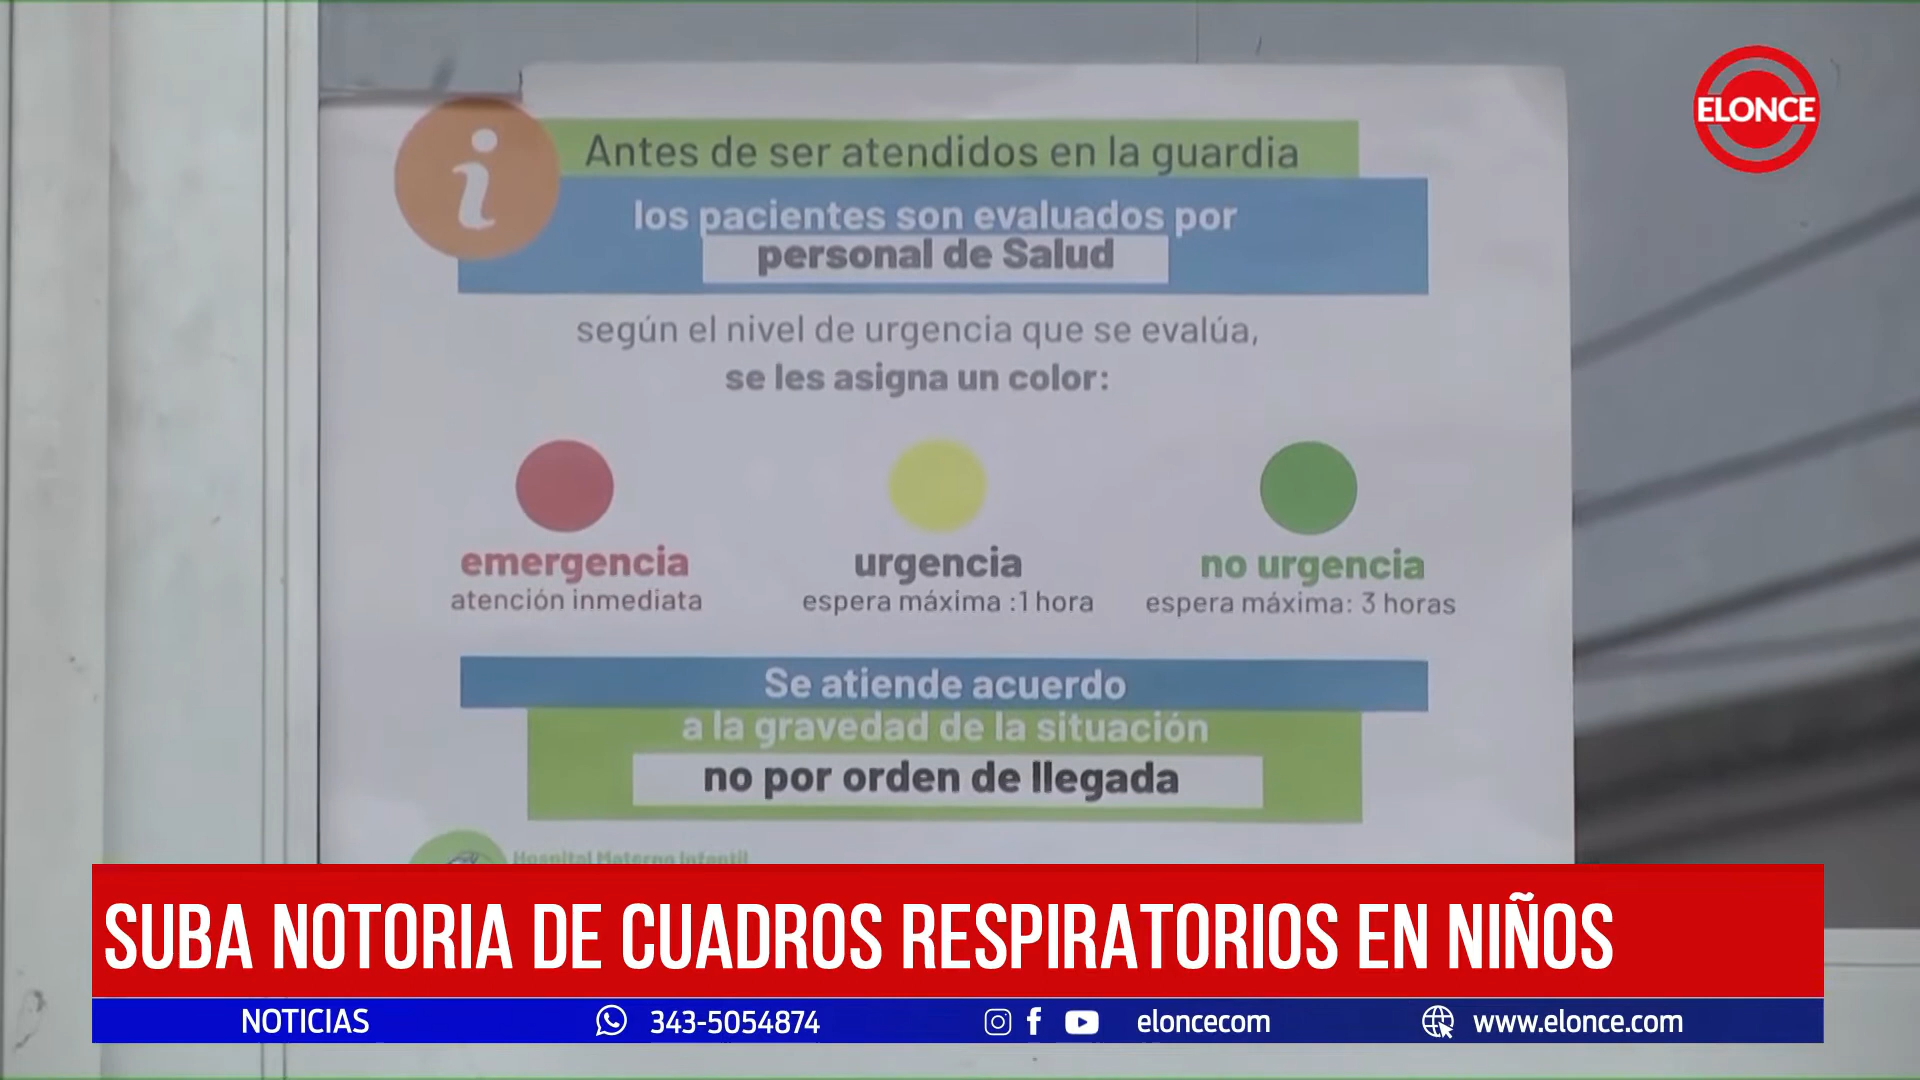 ELONCE
i
Antes de ser atendidos en la guardia
los pacientes son evaluados por
personal de Salud
según el nivel de urgencia que se evalúa,
se les asigna un color:
emergencia
atención inmediata
urgencia
espera máxima :1 hora
no urgencia
espera máxima: 3 horas
Se atiende acuerdo
a la gravedad de la situación
no por orden de llegada
Hospital Materno Infantil
SUBA NOTORIA DE CUADROS RESPIRATORIOS EN NIÑOS
NOTICIAS
343-5054874
eloncecom
www.elonce.com